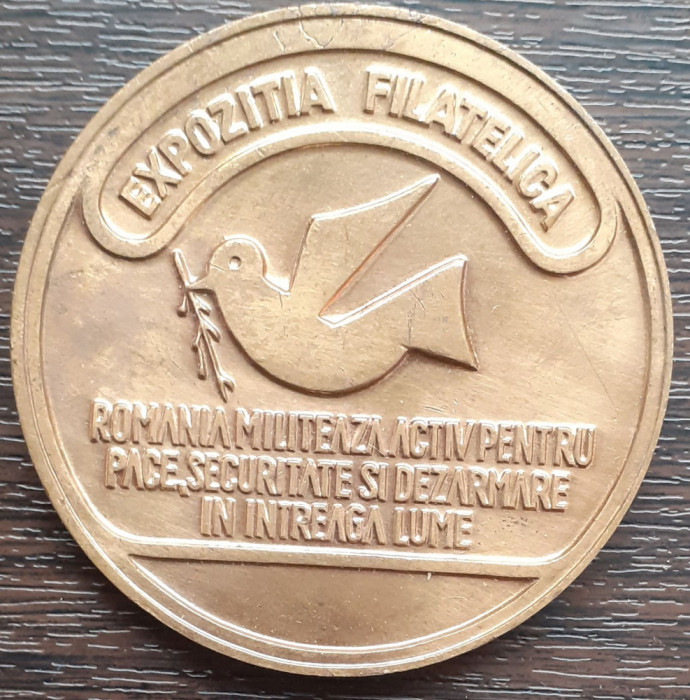 EXPOZITIA FILATELICA
ROMANIA MILITEAZA ACTIV PENTRU
PACE, SECURITATE SI DEZARMARE
IN INTREAGA LUME